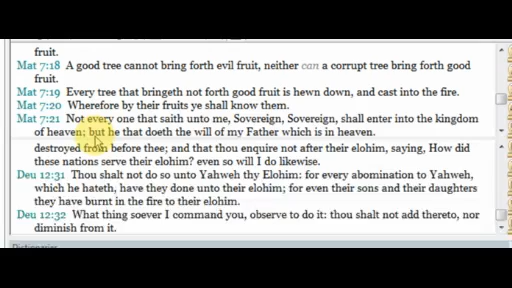 fruit.
Mat 7:18 A good tree cannot bring forth evil fruit, neither can a corrupt tree bring forth good
fruit.
Mat 7:19 Every tree that bringeth not forth good fruit is hewn down, and cast into the fire.
Mat 7:20 Wherefore by their fruits ye shall know them.
Mat 7:21 Not every one that saith unto me, Sovereign, Sovereign, shall enter into the kingdom
of heaven; but he that doeth the will of my Father which is in heaven.
destroyed from before thee; and that thou enquire not after their elohim, saying, How did
these nations serve their elohim? even so will I do likewise.
Deu 12:31 Thou shalt not do so unto Yahweh thy Elohim: for every abomination to Yahweh,
which he hateth, have they done unto their elohim; for even their sons and their daughters
they have burnt in the fire to their elohim.
Deu 12:32 What thing soever I command you, observe to do it: thou shalt not add thereto, nor
diminish from it.
Dictionaries